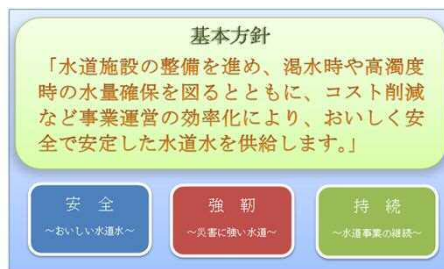 基本方針
「水道施設の整備を進め、渇水時や高濁度
時の水量確保を図るとともに、コスト削減
など事業運営の効率化により、おいしく安
全で安定した水道水を供給します。」
安 全
～おいしい水道水～
強 靭
～災害に強い水道～
持 続
～水道事業の継続～